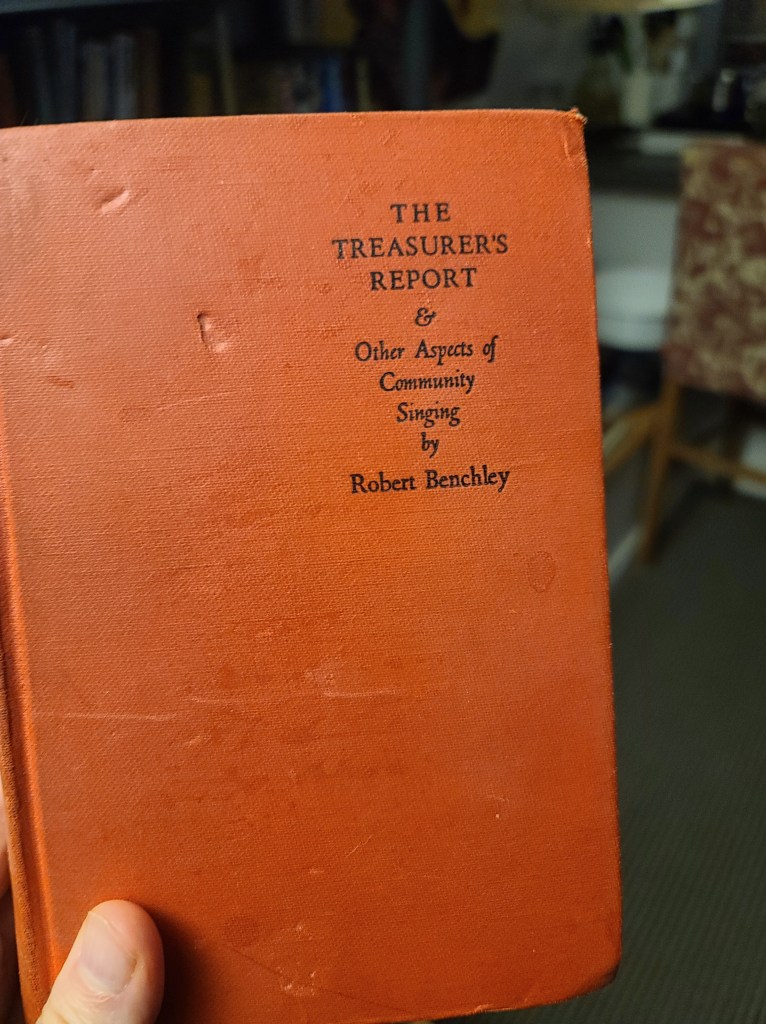 THE
TREASURER'S
REPORT
&
Other Aspects of
Community
Singing
by
Robert Benchley